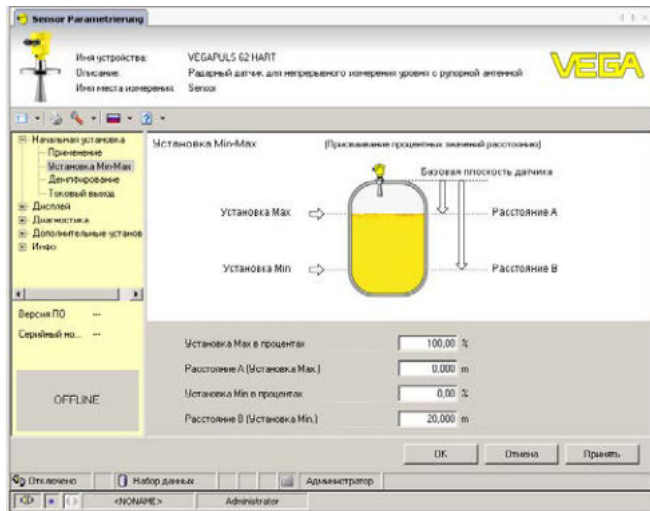 Sensor Parametrierung
Имя устройства: VEGAPULS 62 HART
Описание: Радарный датчик для непрерывного измерения уровня с рупорной антенной
Имя места измерения: Sensor
VEGA
Начальная установка
Применение
Установка Min-Max
Демпфирование
Токовый выход
Дисплей
Диагностика
Дополнительные установ
Инфо
Версия ПО ---
Серийный но... ---
OFFLINE
Установка Min-Max (Присваивание процентных значений расстоянию)
Базовая плоскость датчика
Установка Max
Расстояние A
Установка Min
Расстояние B
Установка Max в процентах 100,00 %
Расстояние A (Установка Max.) 0,000 m
Установка Min в процентах 0,00 %
Расстояние B (Установка Min.) 20,000 m
OK Отмена Принять
Отключено Набор данных Администратор
<NONAME> Administrator